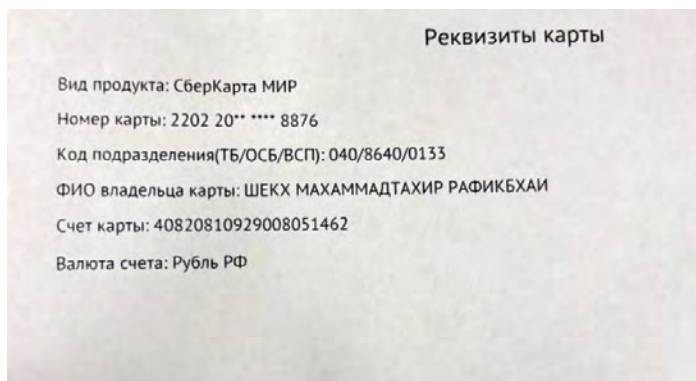 Реквизиты карты
Вид продукта: СберКарта МИР
Номер карты: 2202 20** **** 8876
Код подразделения(ТБ/ОСБ/ВСП): 040/8640/0133
ФИО владельца карты: ШЕКХ МАХАММАДТАХИР РАФИКБХАИ
Счет карты: 40820810929008051462
Валюта счета: Рубль РФ